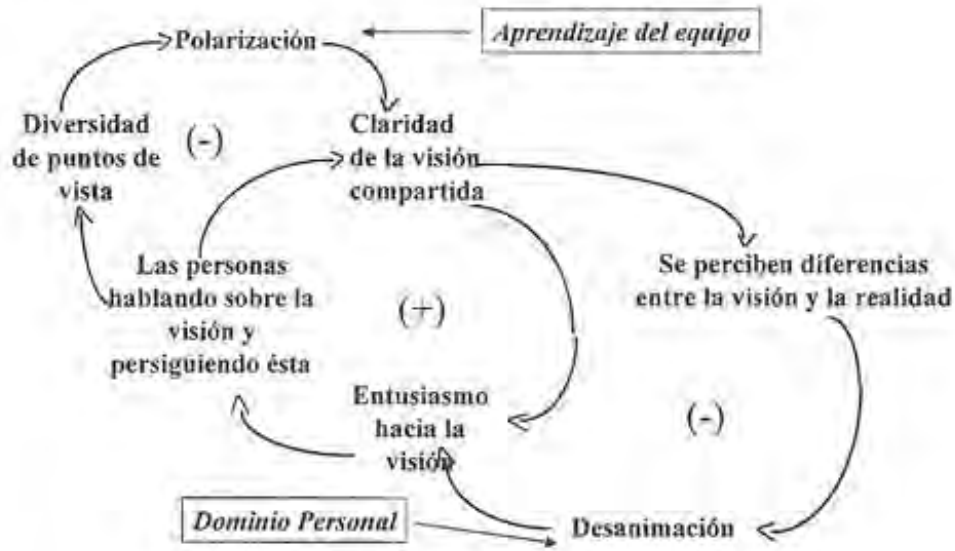 Polarización
Aprendizaje del equipo
Diversidad
de puntos de
vista
(-)
Claridad
de la visión
compartida
Las personas
hablando sobre la
visión y
persiguiendo ésta
(+)
Se perciben diferencias
entre la visión y la realidad
Entusiasmo
hacia la
visión
(-)
Dominio Personal
Desanimación